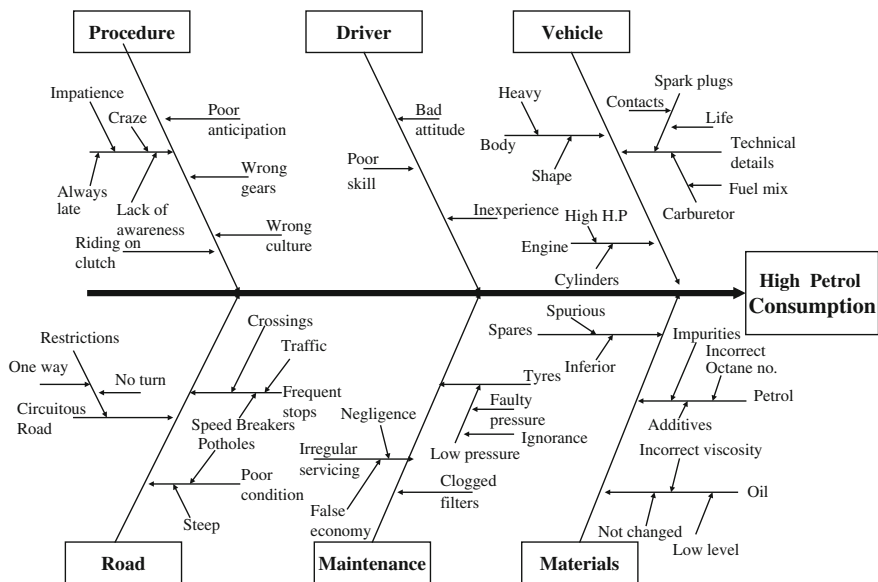 Procedure
Driver
Vehicle
Impatience
Craze
Poor
anticipation
Always
late
Lack of
awareness
Wrong
gears
Riding on
clutch
Wrong
culture
Bad
attitude
Poor
skill
Inexperience
Heavy
Body
Shape
Spark plugs
Contacts
Life
Technical
details
Fuel mix
Carburetor
High H.P
Engine
Cylinders
High Petrol
Consumption
Restrictions
One way
No turn
Circuitous
Road
Crossings
Traffic
Frequent
stops
Speed Breakers
Potholes
Poor
condition
Steep
Negligence
Irregular
servicing
False
economy
Tyres
Faulty
pressure
Ignorance
Low pressure
Clogged
filters
Spurious
Spares
Inferior
Impurities
Incorrect
Octane no.
Petrol
Additives
Incorrect viscosity
Oil
Not changed
Low level
Road
Maintenance
Materials